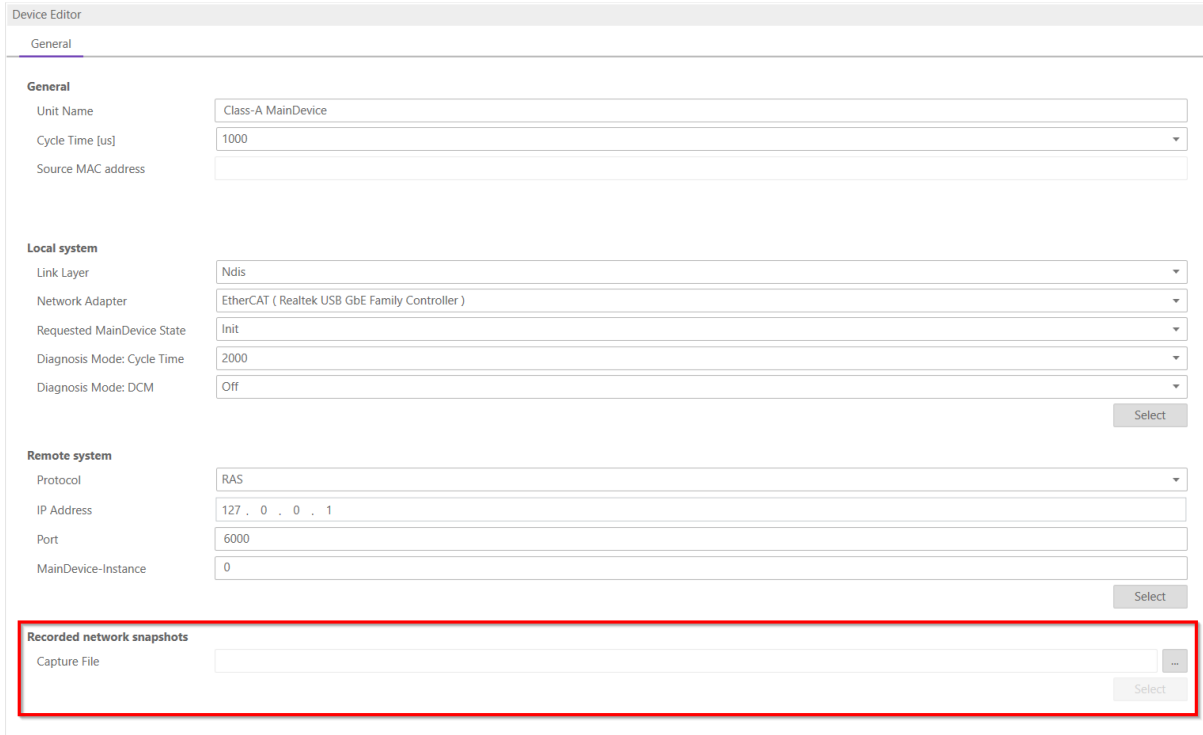 Device Editor
General
General
Unit Name Class-A MainDevice
Cycle Time [us] 1000
Source MAC address
Local system
Link Layer Ndis
Network Adapter EtherCAT ( Realtek USB GbE Family Controller )
Requested MainDevice State Init
Diagnosis Mode: Cycle Time 2000
Diagnosis Mode: DCM Off
Select
Remote system
Protocol RAS
IP Address 127 . 0 . 0 . 1
Port 6000
MainDevice-Instance 0
Select
Recorded network snapshots
Capture File ...
Select